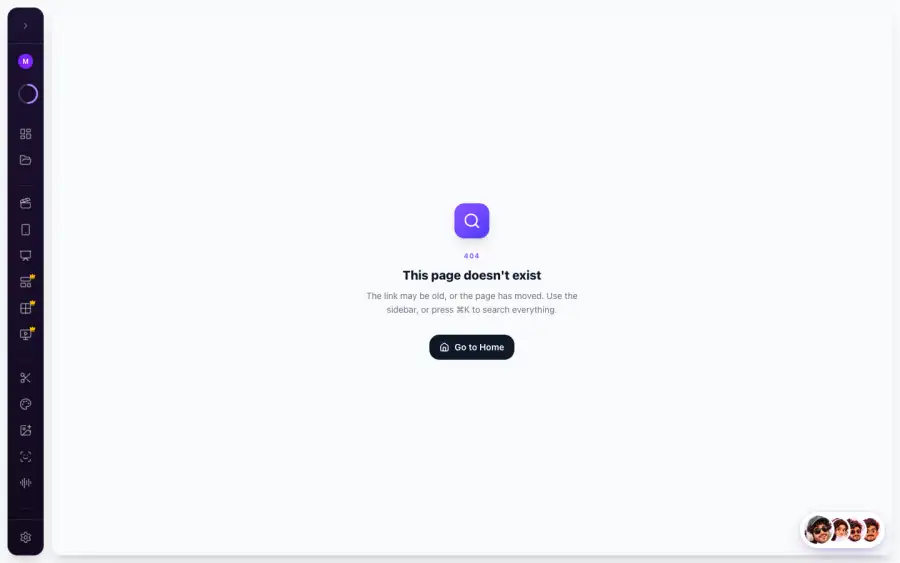 M
404
This page doesn't exist
The link may be old, or the page has moved. Use the
sidebar, or press ⌘K to search everything.
Go to Home